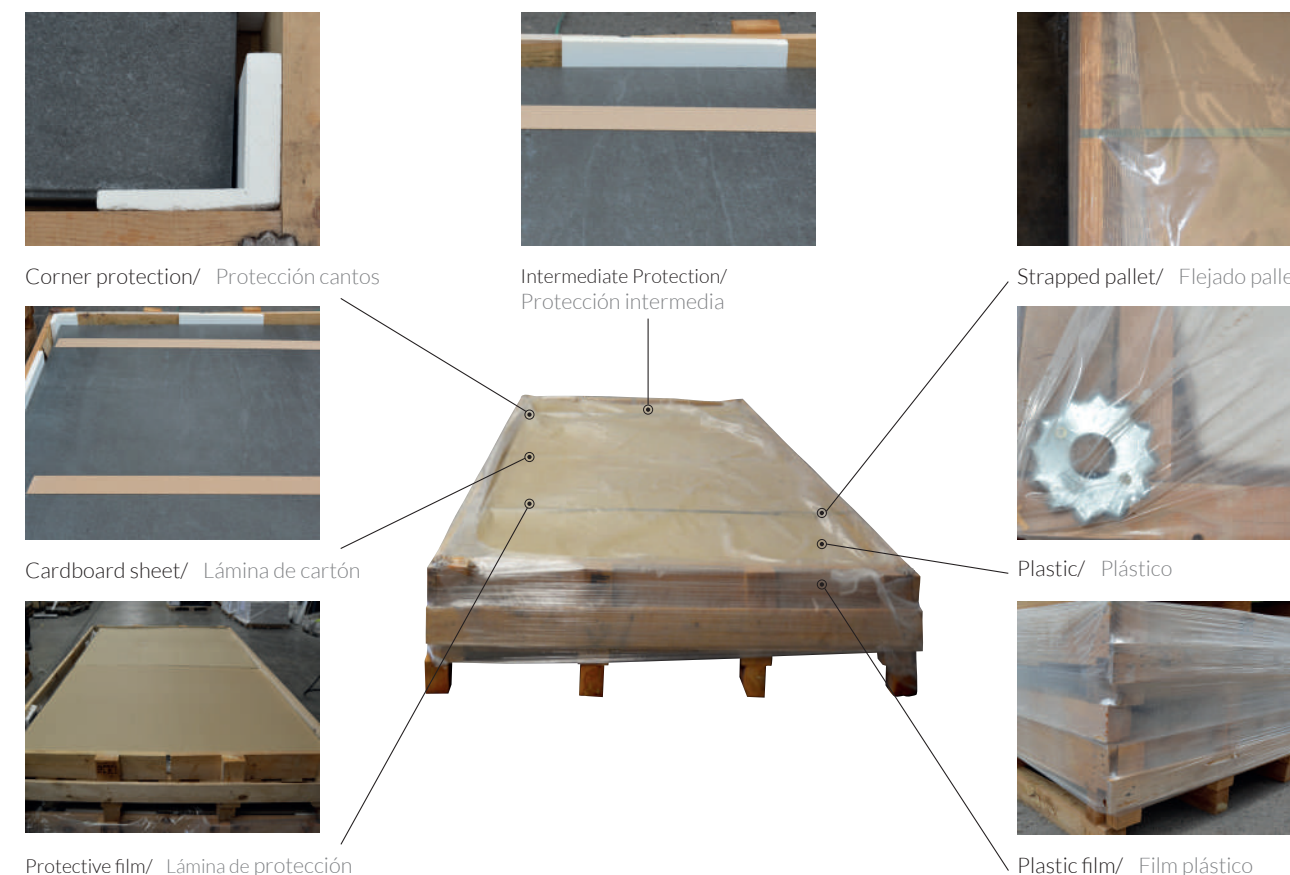 Corner protection/ Protección cantos
Intermediate Protection/
Protección intermedia
Strapped pallet/ Flejado
Cardboard sheet/ Lámina de cartón
Plastic/ Plástico
Protective film/ Lámina de protección
Plastic film/ Film plástico